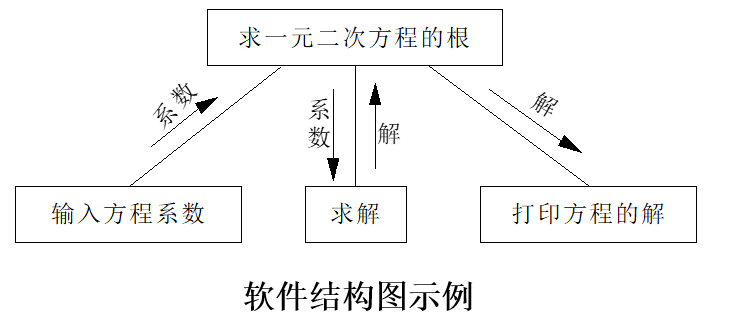 求一元二次方程的根
系数
系数
解
解
输入方程系数
求解
打印方程的解
软件结构图示例